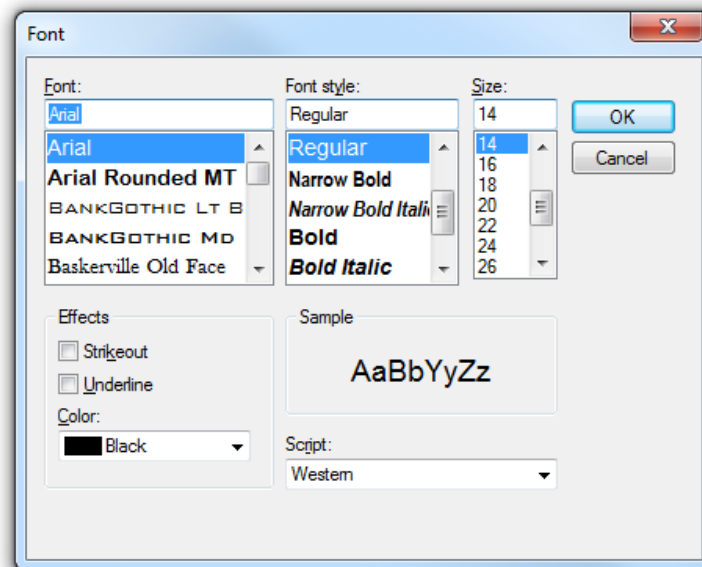 Font
Font:
Arial
Arial
Arial Rounded MT
BankGothic Lt B
BankGothic Md
Baskerville Old Face
Font style:
Regular
Regular
Narrow Bold
Narrow Bold Itali
Bold
Bold Italic
Size:
14
14
16
18
20
22
24
26
OK
Cancel
Effects
Strikeout
Underline
Color:
Black
Sample
AaBbYyZz
Script:
Western